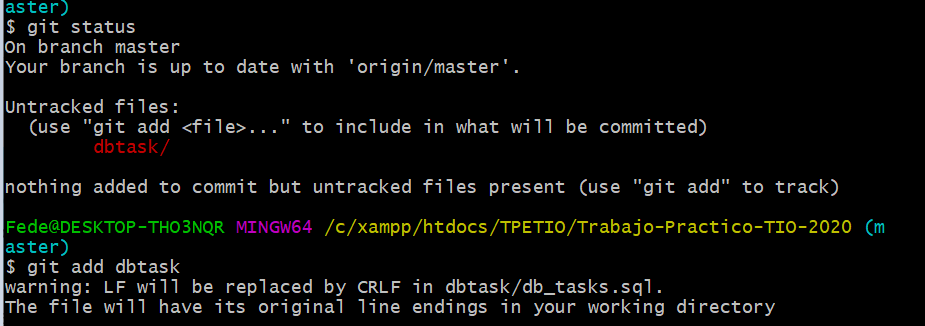 aster)
$ git status
On branch master
Your branch is up to date with 'origin/master'.
Untracked files:
  (use "git add <file>..." to include in what will be committed)
        dbtask/
nothing added to commit but untracked files present (use "git add" to track)
Fede@DESKTOP-THO3NQR MINGW64 /c/xampp/htdocs/TPETIO/Trabajo-Practico-TIO-2020 (m
aster)
$ git add dbtask
warning: LF will be replaced by CRLF in dbtask/db_tasks.sql.
The file will have its original line endings in your working directory